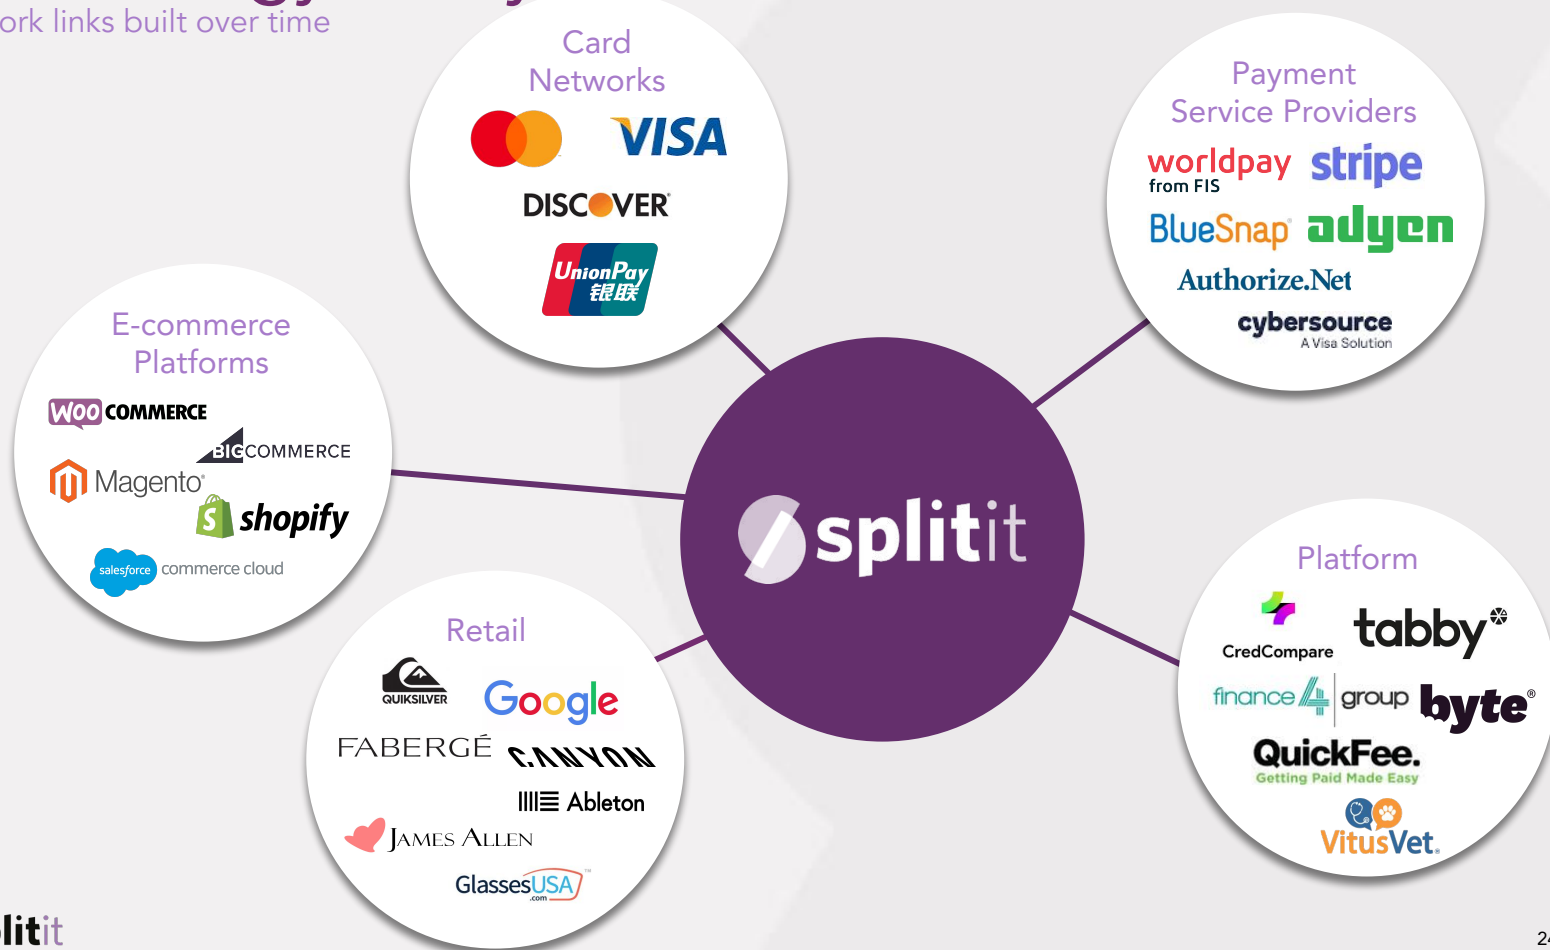 ork links built over time
Card
Networks
VISA
DISCOVER
UnionPay
银联
Payment
Service Providers
worldpay
from FIS
stripe
BlueSnap
adyen
Authorize.Net
cybersource
A Visa Solution
E-commerce
Platforms
WOO COMMERCE
BIGCOMMERCE
Magento
shopify
salesforce commerce cloud
splitit
Retail
QUIKSILVER
Google
FABERGÉ
CANYON
Ableton
JAMES ALLEN
GlassesUSA
.com
Platform
CredCompare
tabby
finance 4 group
byte
QuickFee.
Getting Paid Made Easy
VitusVet
litit